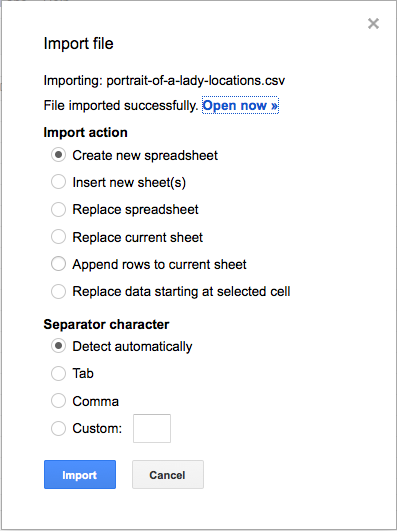 Import file
Importing: portrait-of-a-lady-locations.csv
File imported successfully. Open now »
Import action
Create new spreadsheet
Insert new sheet(s)
Replace spreadsheet
Replace current sheet
Append rows to current sheet
Replace data starting at selected cell
Separator character
Detect automatically
Tab
Comma
Custom:
Import Cancel